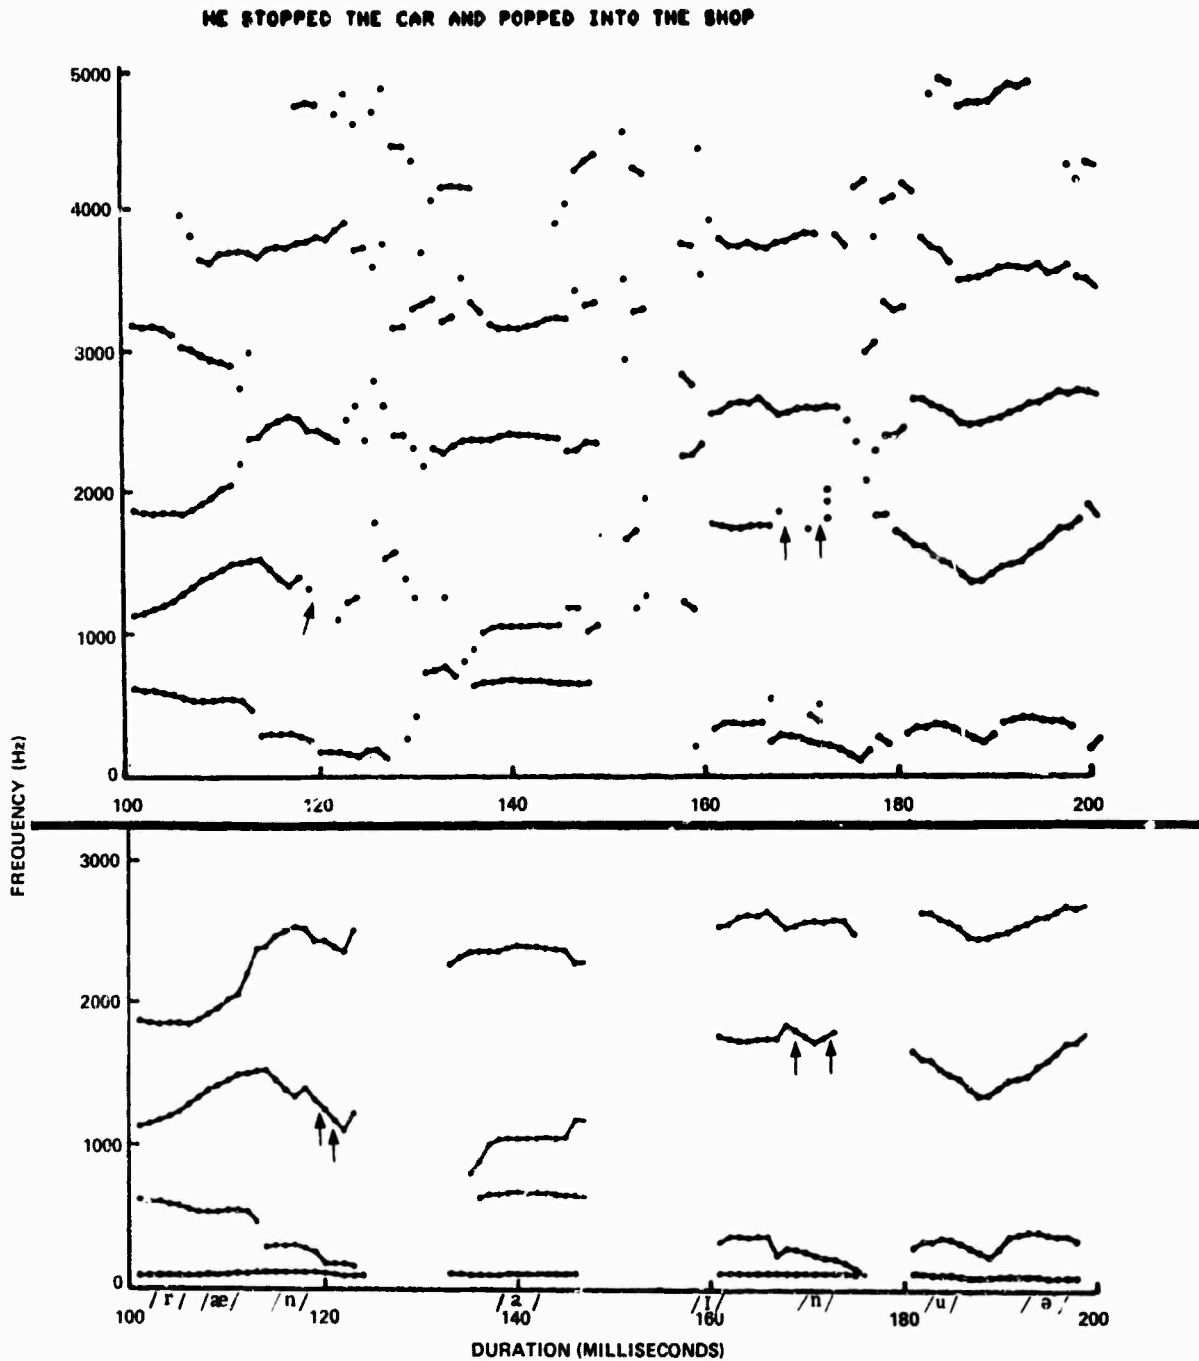 HE STOPPED THE CAR AND POPPED INTO THE SHOP
5000
4000
3000
2000
1000
0
100 120 140 160 180 200
FREQUENCY (Hz)
3000
2000
1000
0
/r/ /æ/ /n/ /a/ /I/ /n/ /u/ /ə/
100 120 140 160 180 200
DURATION (MILLISECONDS)